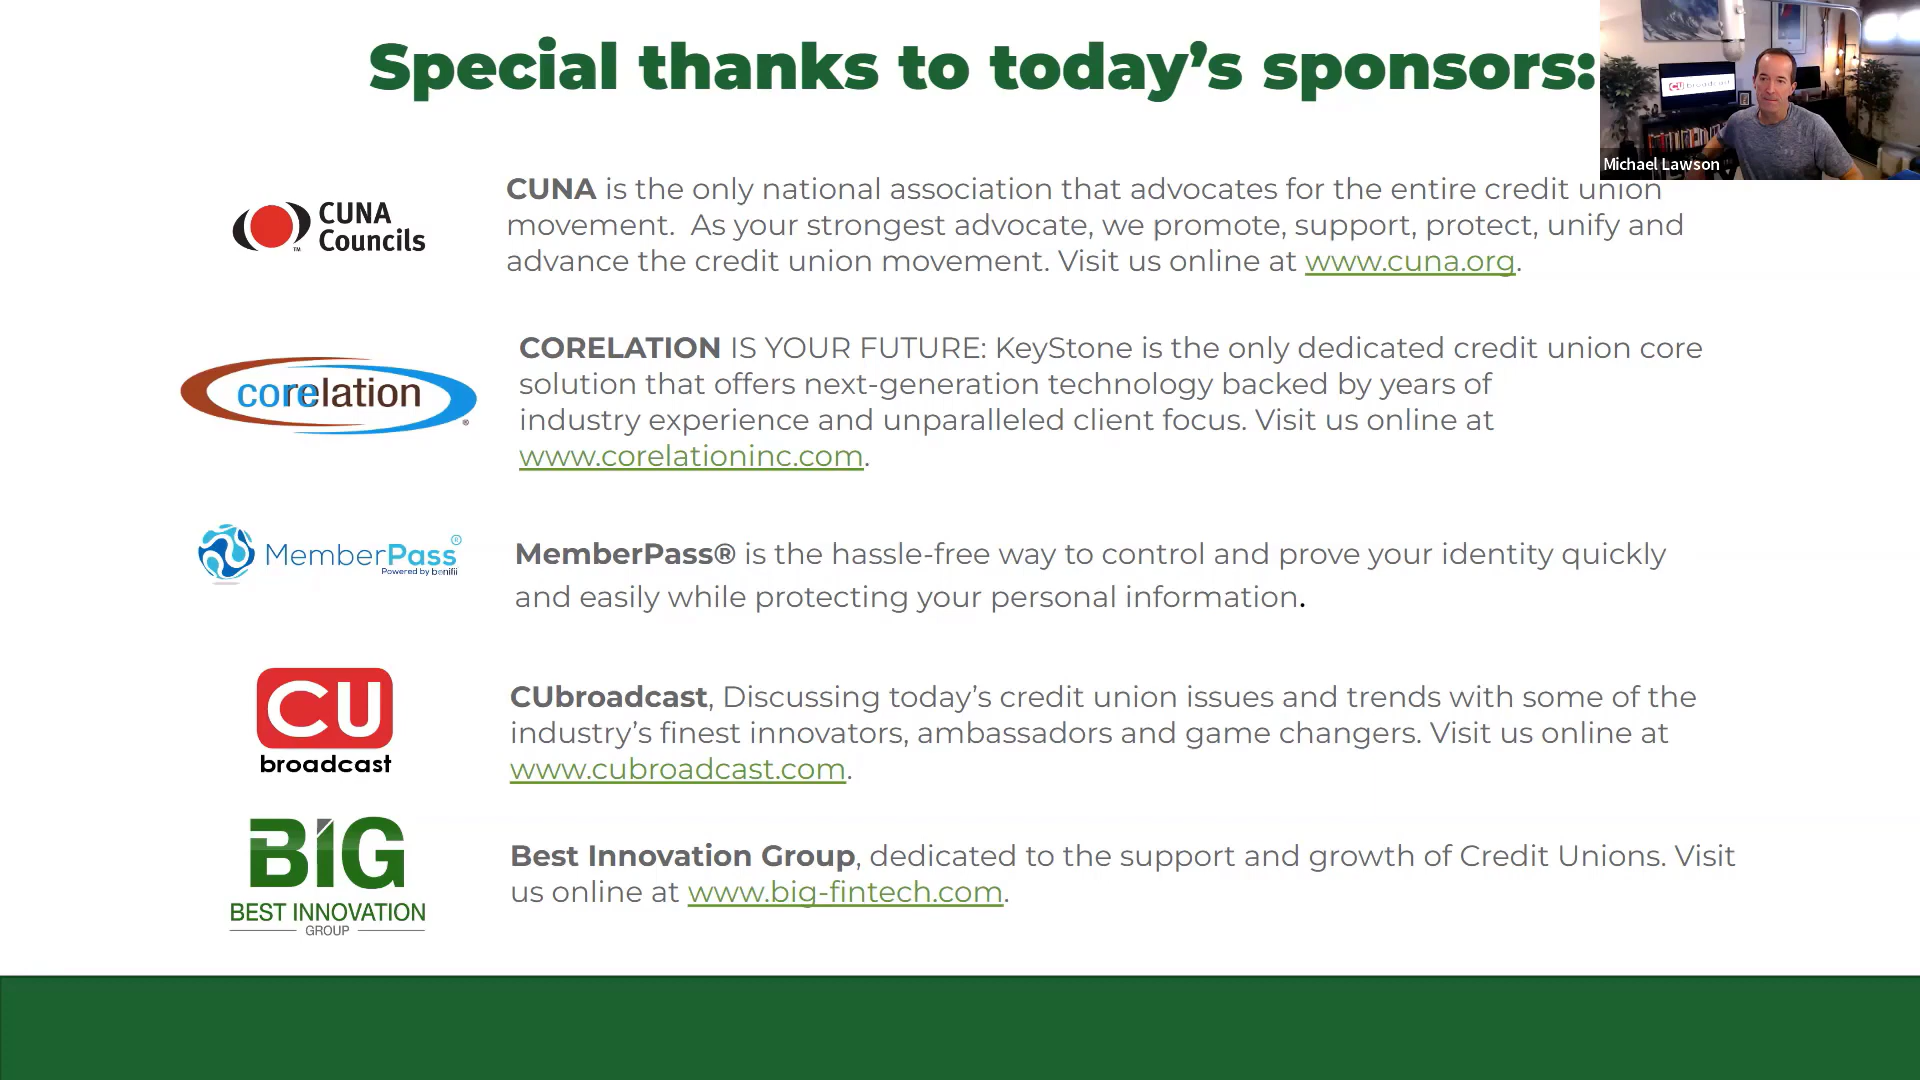 Special thanks to today’s sponsors:
CU broadcast
Michael Lawson
CUNA
Councils
™
CUNA is the only national association that advocates for the entire credit union
movement.  As your strongest advocate, we promote, support, protect, unify and
advance the credit union movement. Visit us online at www.cuna.org.
corelation
®
CORELATION IS YOUR FUTURE: KeyStone is the only dedicated credit union core
solution that offers next-generation technology backed by years of
industry experience and unparalleled client focus. Visit us online at
www.corelationinc.com.
MemberPass®
Powered by bonifii
MemberPass® is the hassle-free way to control and prove your identity quickly
and easily while protecting your personal information.
CU
broadcast
CUbroadcast, Discussing today’s credit union issues and trends with some of the
industry’s finest innovators, ambassadors and game changers. Visit us online at
www.cubroadcast.com.
BIG
BEST INNOVATION
GROUP
Best Innovation Group, dedicated to the support and growth of Credit Unions. Visit
us online at www.big-fintech.com.